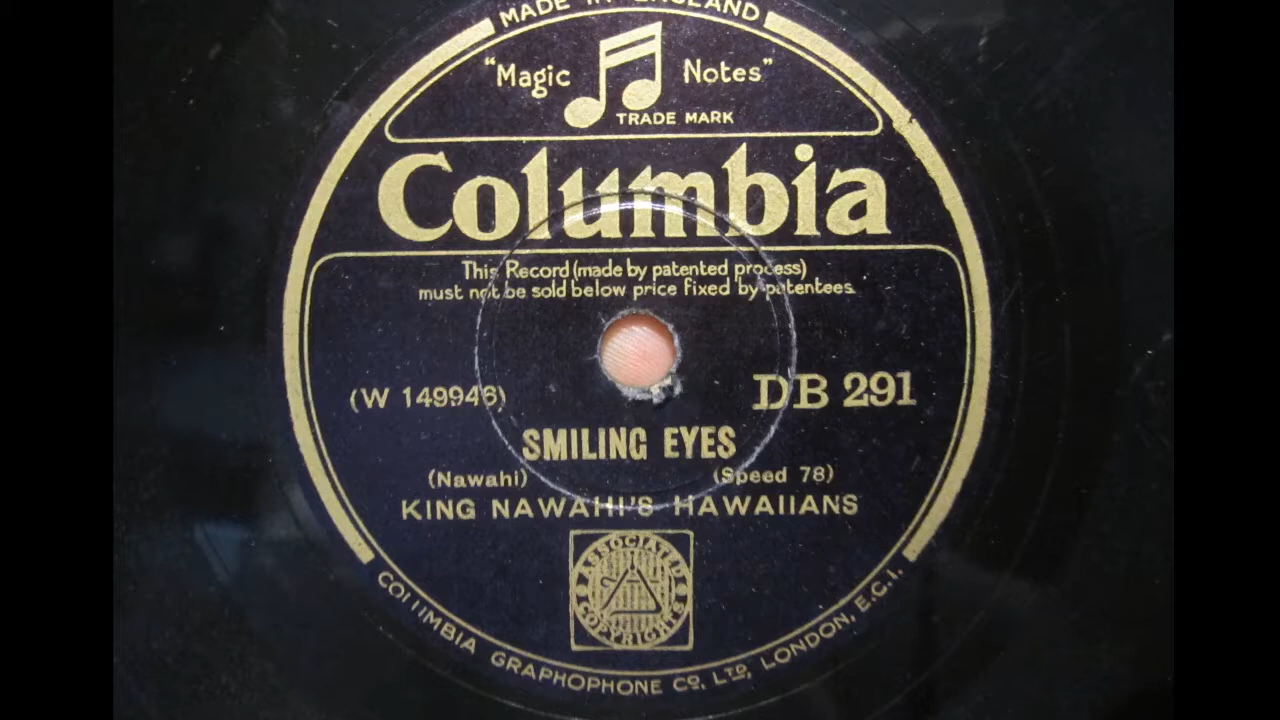 MADE IN ENGLAND
"Magic Notes"
TRADE MARK
Columbia
This Record (made by patented process)
must not be sold below price fixed by patentees.
(W 149946) DB 291
SMILING EYES
(Nawahi) (Speed 78)
KING NAWAHI'S HAWAIIANS
ASSOCIATED
COPYRIGHTS
COLUMBIA GRAPHOPHONE CO. LTD, LONDON, E.C.1.